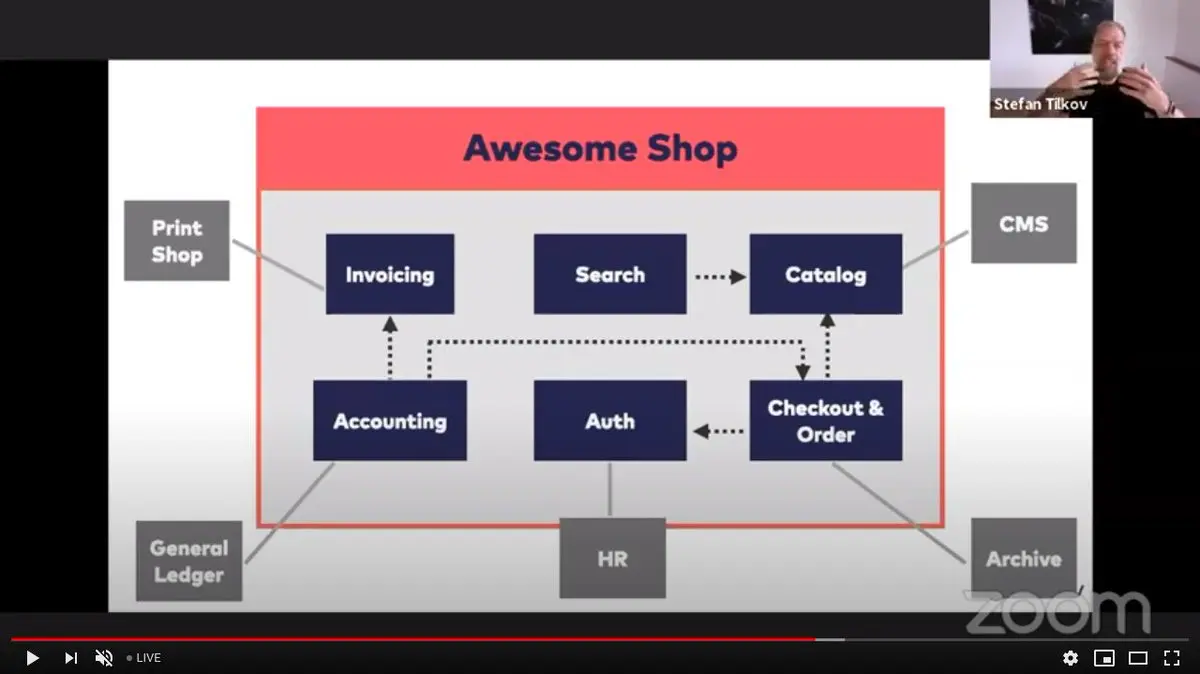 Stefan Tilkov
Awesome Shop
Print
Shop
Invoicing
Search
Catalog
CMS
Accounting
Auth
Checkout &
Order
General
Ledger
HR
Archive
zoom
LIVE